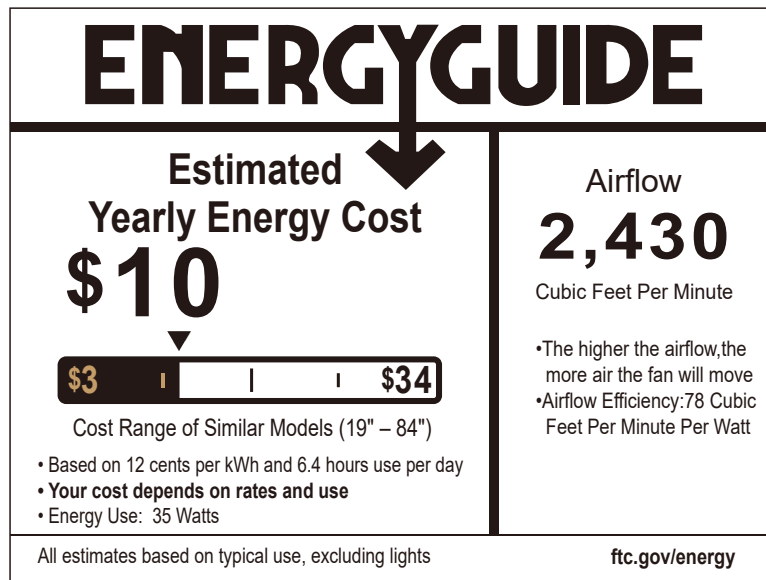 ENERGYGUIDE
Estimated
Yearly Energy Cost
$10
$3 $34
Cost Range of Similar Models (19" – 84")
• Based on 12 cents per kWh and 6.4 hours use per day
• Your cost depends on rates and use
• Energy Use: 35 Watts
Airflow
2,430
Cubic Feet Per Minute
•The higher the airflow,the
more air the fan will move
•Airflow Efficiency:78 Cubic
Feet Per Minute Per Watt
All estimates based on typical use, excluding lights
ftc.gov/energy